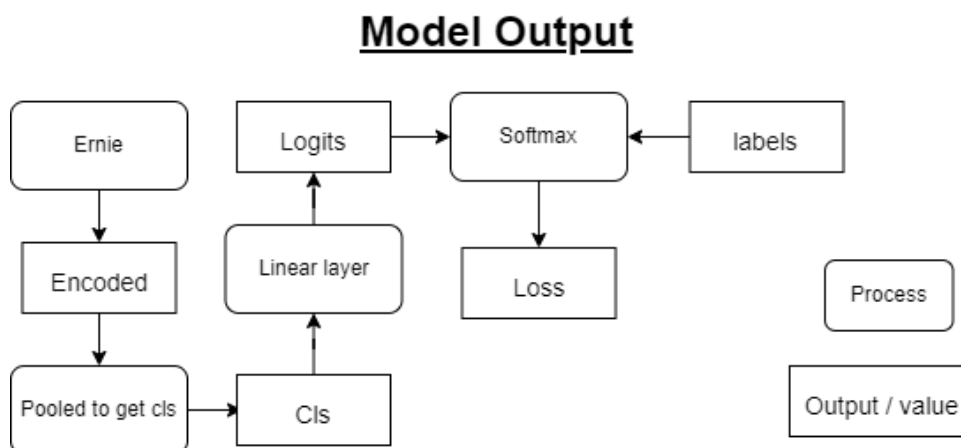 Model Output
Ernie
Logits
Softmax
labels
Encoded
Linear layer
Loss
Process
Pooled to get cls
Cls
Output / value